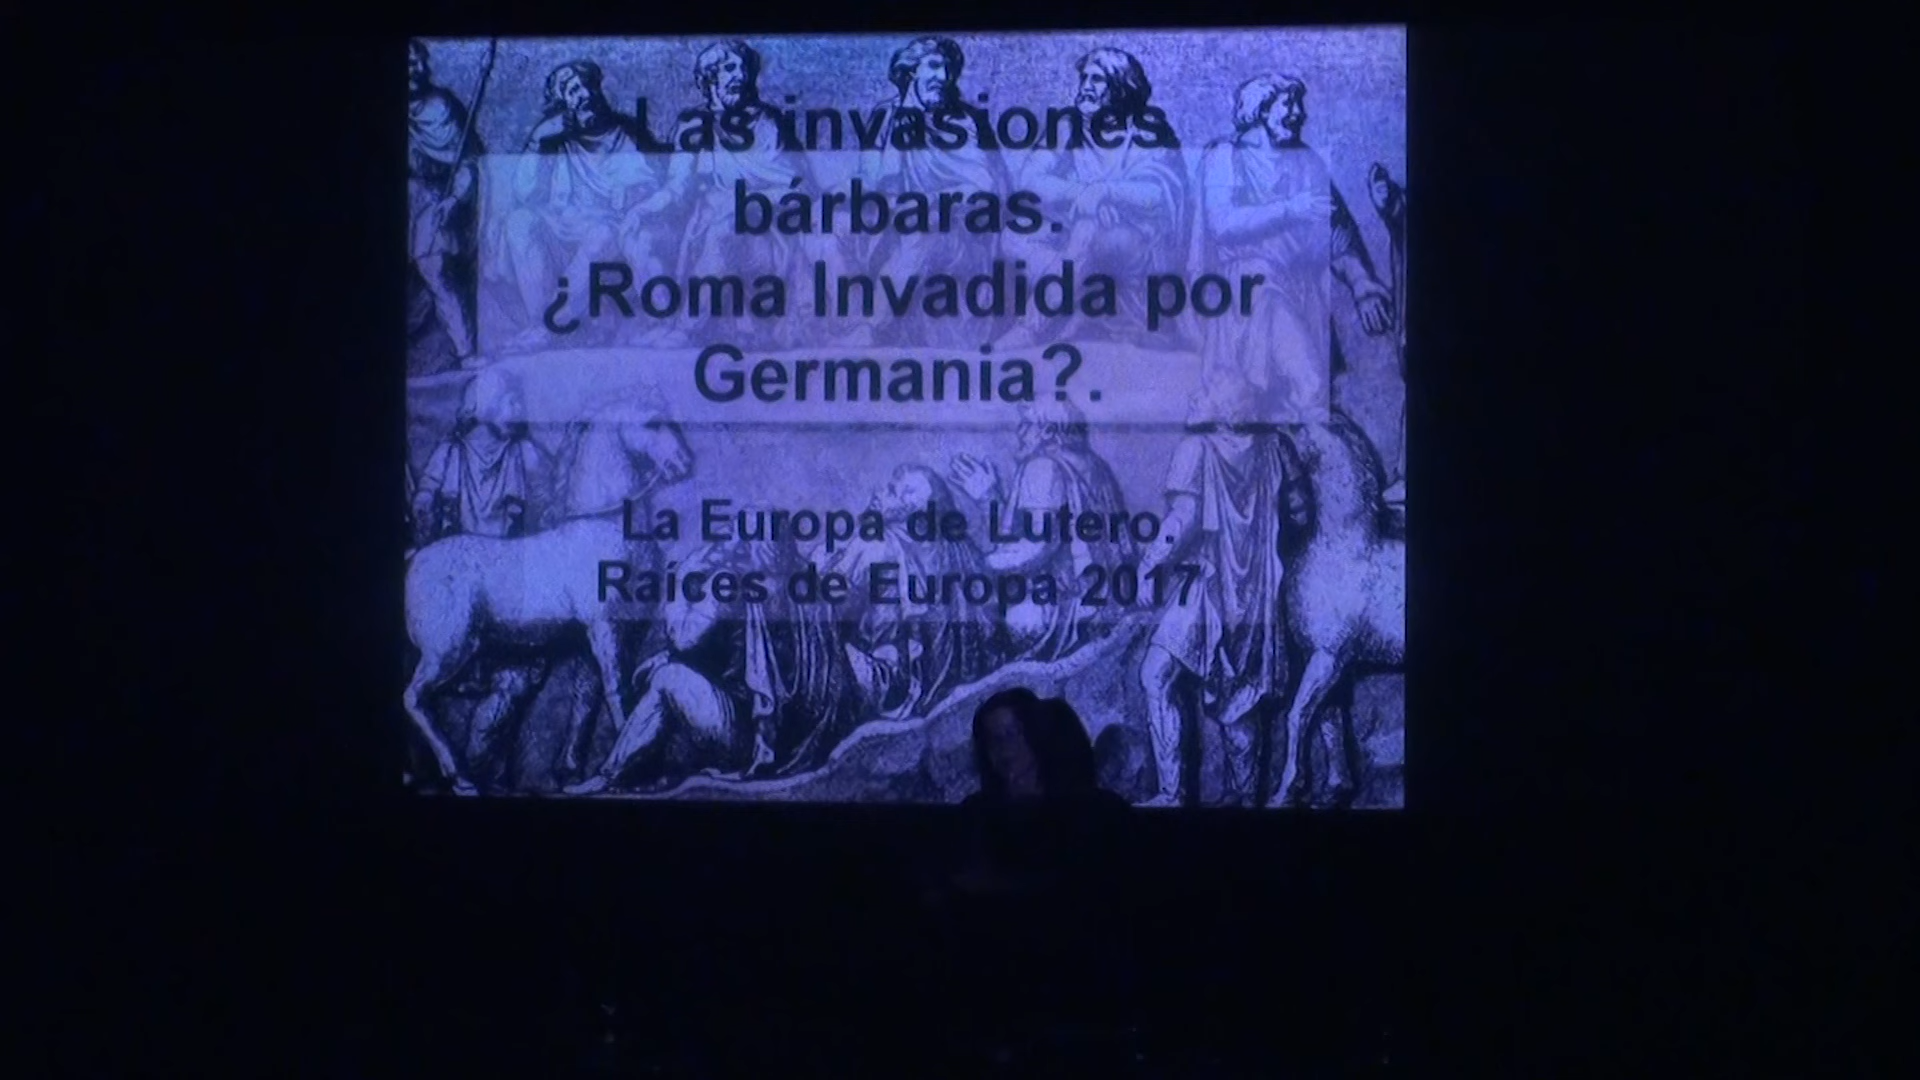 Las invasiones
bárbaras.
¿Roma Invadida por
Germania?.
La Europa de Lutero.
Raíces de Europa 2017